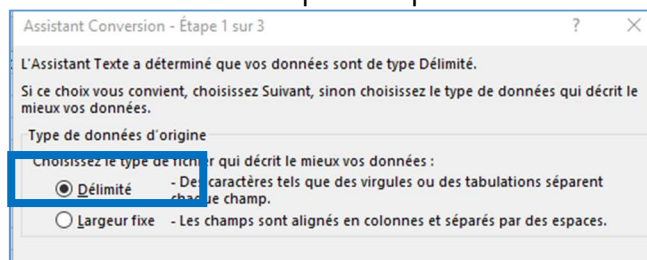 Assistant Conversion - Étape 1 sur 3 ? ×
L'Assistant Texte a déterminé que vos données sont de type Délimité.
Si ce choix vous convient, choisissez Suivant, sinon choisissez le type de données qui décrit le
mieux vos données.
Type de données d'origine
Choisissez le type de fichier qui décrit le mieux vos données :
Délimité - Des caractères tels que des virgules ou des tabulations séparent
chaque champ.
Largeur fixe - Les champs sont alignés en colonnes et séparés par des espaces.